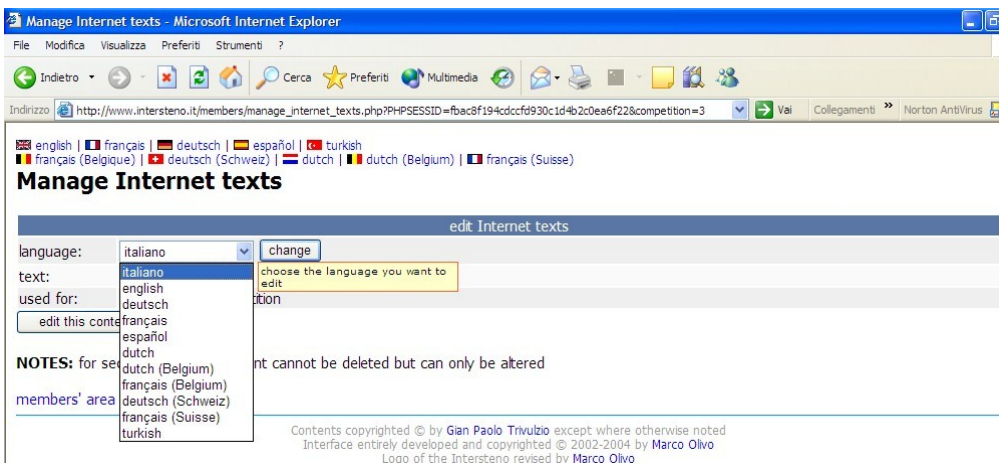 Manage Internet texts - Microsoft Internet Explorer
File Modifica Visualizza Preferiti Strumenti ?
Indietro Cerca Preferiti Multimedia
Indirizzo http://www.intersteno.it/members/manage_internet_texts.php?PHPSESSID=fbac8f194cdccfd930c1d4b2c0ea6f22&competition=3 Vai Collegamenti » Norton AntiVirus
english | français | deutsch | español | turkish
français (Belgique) | deutsch (Schweiz) | dutch | dutch (Belgium) | français (Suisse)
Manage Internet texts
edit Internet texts
language: italiano change
text:
used for: tition
edit this conte
choose the language you want to
edit
italiano
english
deutsch
français
español
dutch
dutch (Belgium)
français (Belgium)
deutsch (Schweiz)
français (Suisse)
turkish
NOTES: for se nt cannot be deleted but can only be altered
members' area
Contents copyrighted © by Gian Paolo Trivulzio except where otherwise noted
Interface entirely developed and copyrighted © 2002-2004 by Marco Olivo
Logo of the Intersteno revised by Marco Olivo